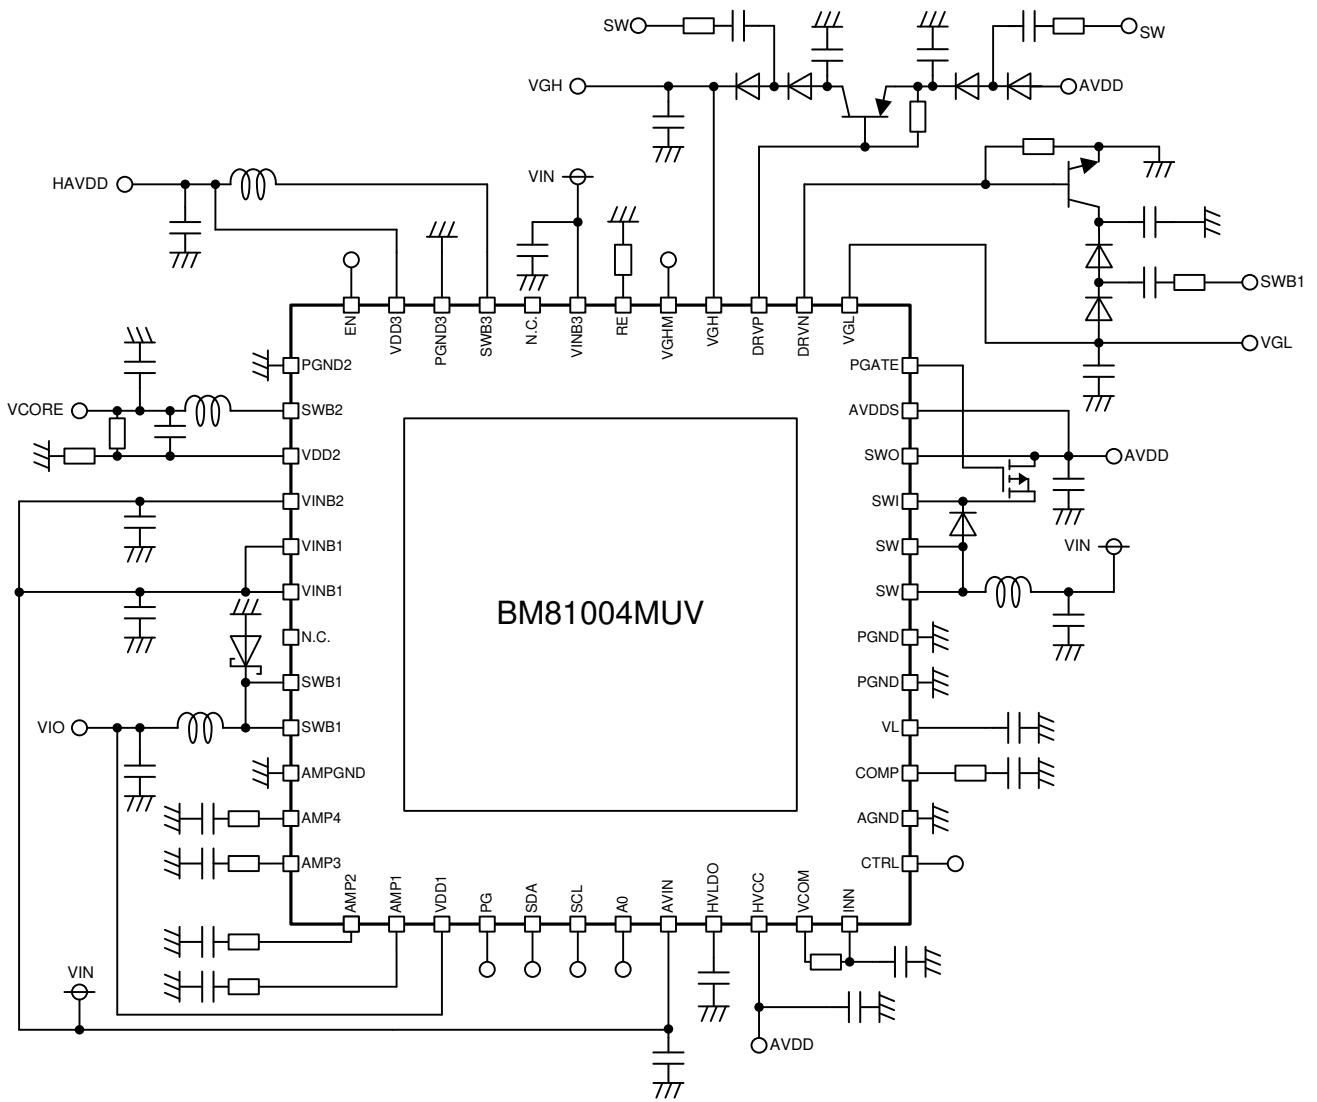 SW
SW
VGH
AVDD
HAVDD
VIN
SWB1
VGL
EN
VDD3
PGND3
SWB3
N.C.
VINB3
RE
VGHM
VGH
DRVP
DRVN
VGL
PGND2
PGATE
VCORE
SWB2
AVDDS
VDD2
SWO
AVDD
VINB2
SWI
VINB1
SW
VIN
VINB1
SW
BM81004MUV
N.C.
PGND
SWB1
PGND
VIO
SWB1
VL
AMPGND
COMP
AMP4
AGND
AMP3
CTRL
AMP2
AMP1
VDD1
PG
SDA
SCL
A0
AVIN
HVLDO
HVCC
VCOM
INN
VIN
AVDD